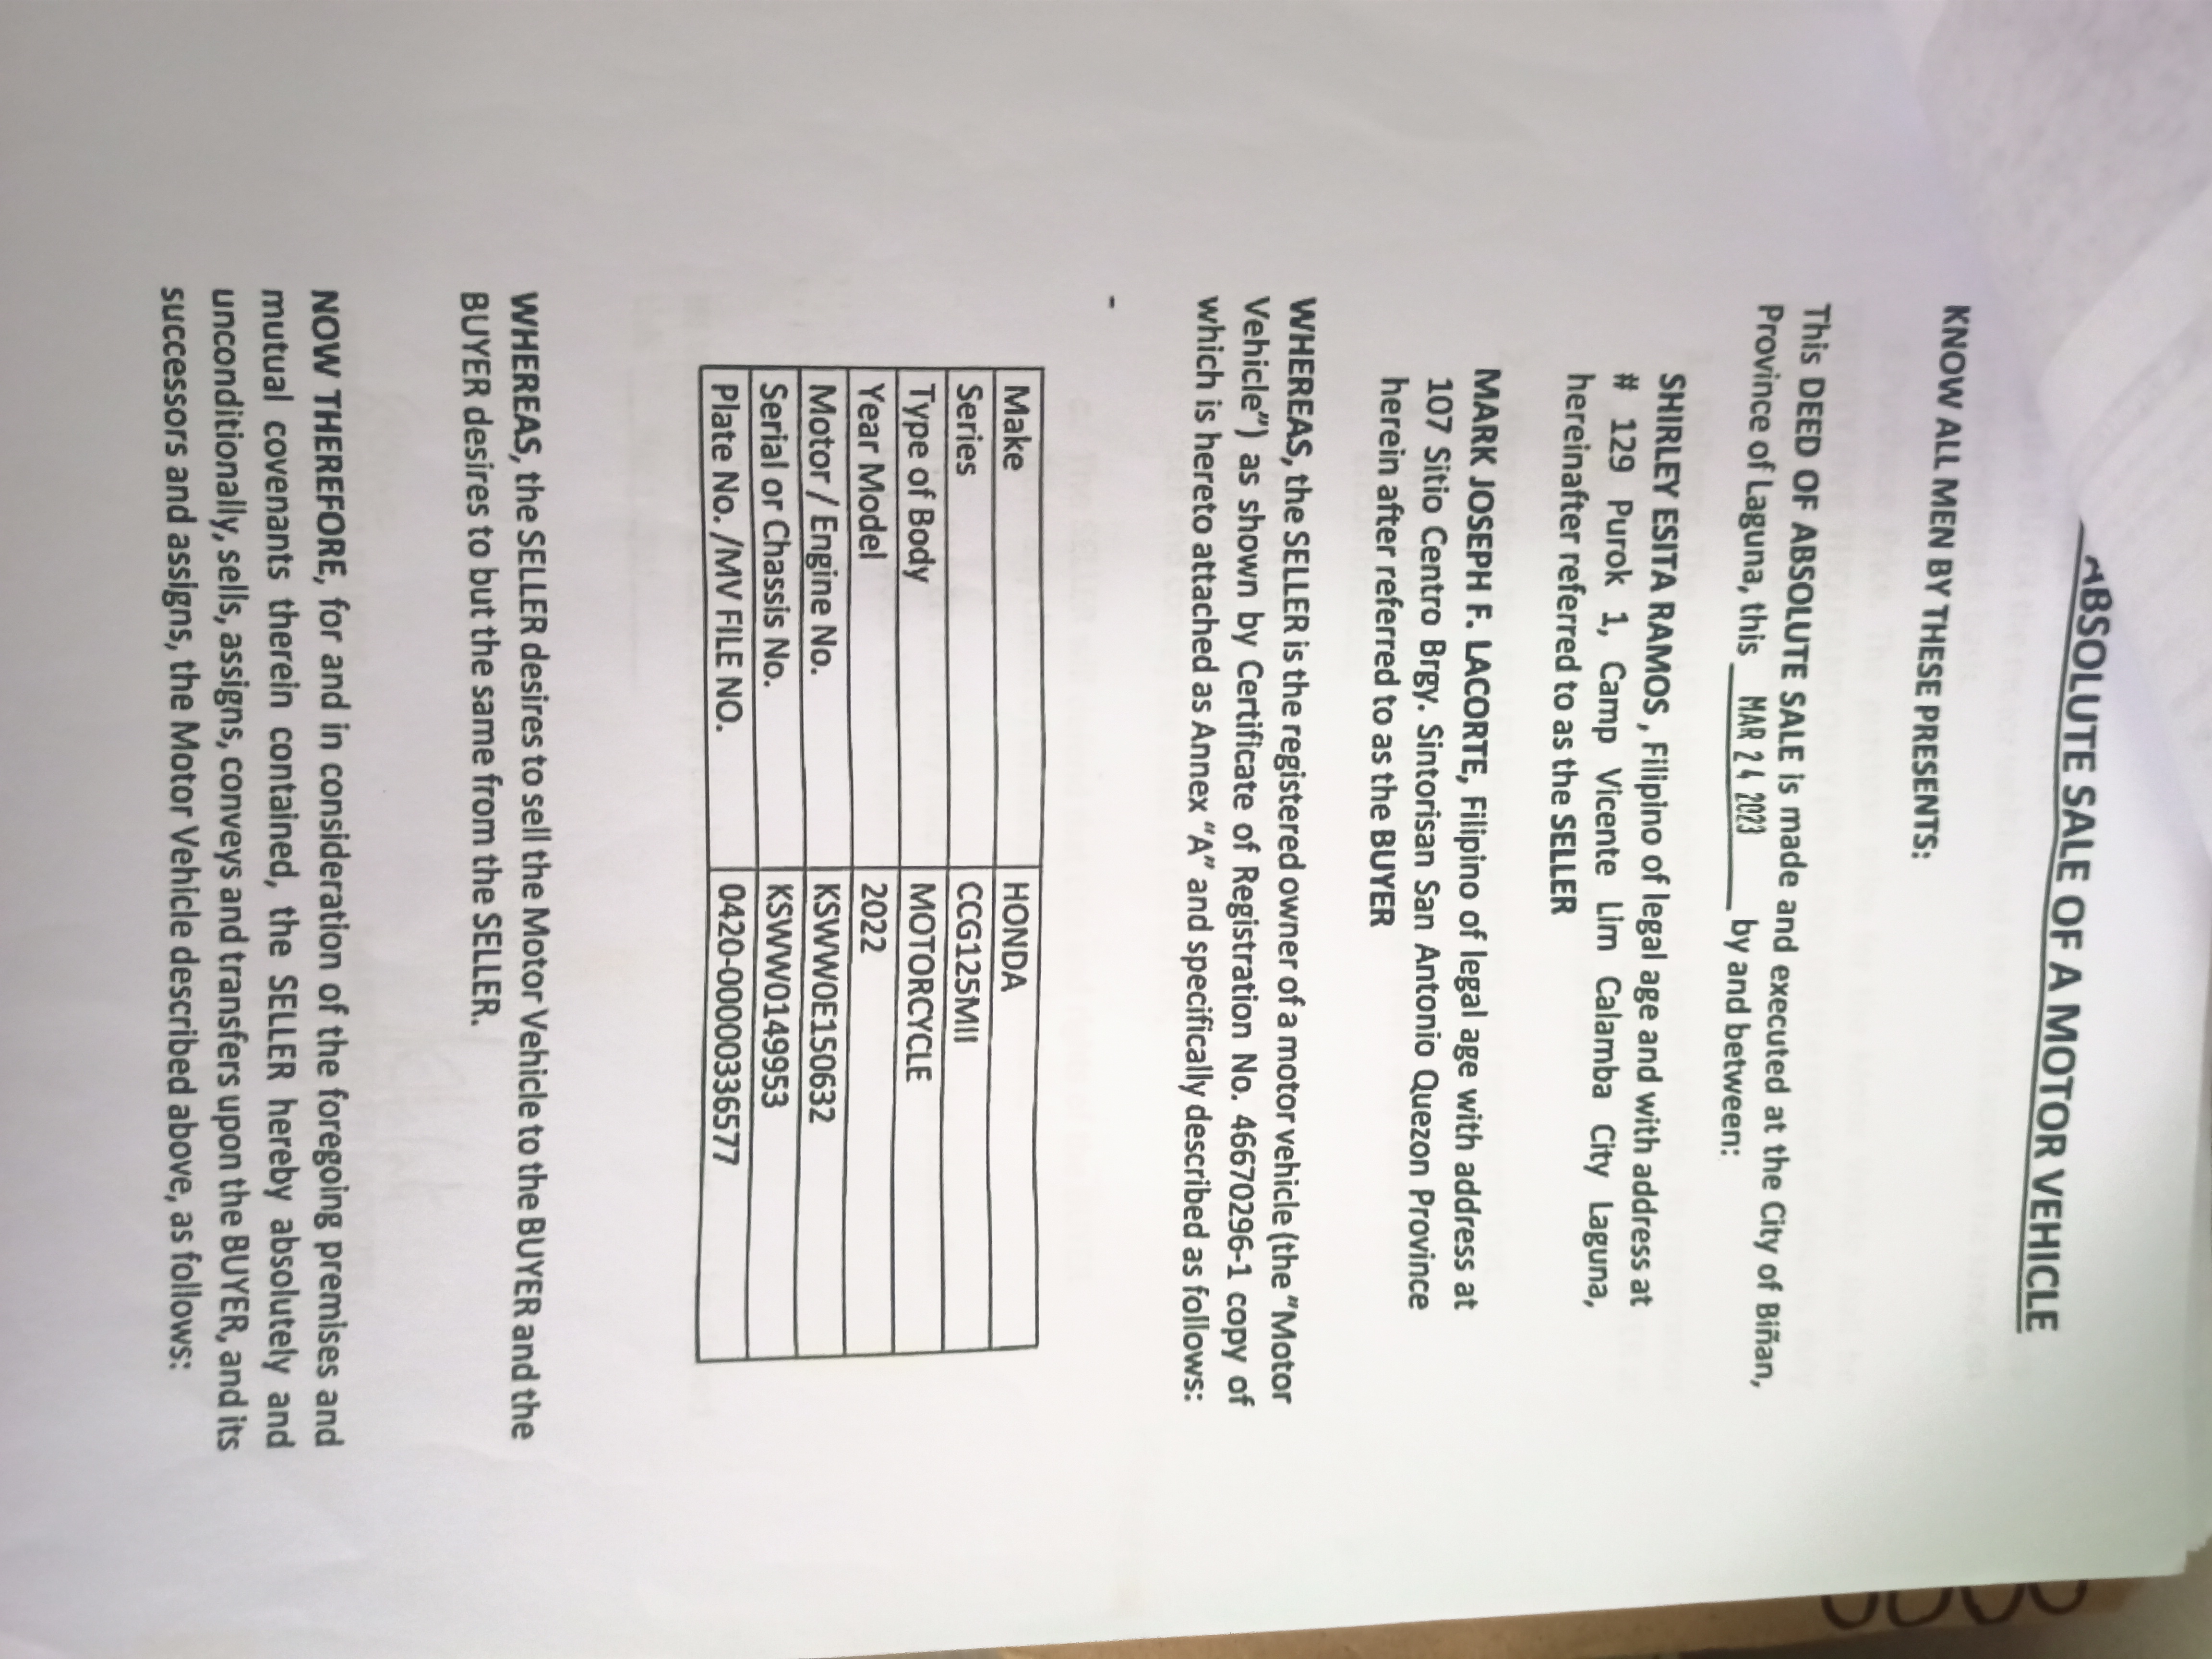 ABSOLUTE SALE OF A MOTOR VEHICLE
KNOW ALL MEN BY THESE PRESENTS:
This DEED OF ABSOLUTE SALE is made and executed at the City of Biñan,
Province of Laguna, this MAR 24 2023 by and between:
SHIRLEY ESITA RAMOS , Filipino of legal age and with address at
# 129 Purok 1, Camp Vicente Lim Calamba City Laguna,
hereinafter referred to as the SELLER
MARK JOSEPH F. LACORTE, Filipino of legal age with address at
107 Sitio Centro Brgy. Sintorisan San Antonio Quezon Province
herein after referred to as the BUYER
WHEREAS, the SELLER is the registered owner of a motor vehicle (the "Motor
Vehicle") as shown by Certificate of Registration No. 46670296-1 copy of
which is hereto attached as Annex "A" and specifically described as follows:
-
Make HONDA
Series CCG125MII
Type of Body MOTORCYCLE
Year Model 2022
Motor / Engine No. KSWW0E150632
Serial or Chassis No. KSWW0149953
Plate No. /MV FILE NO. 0420-00000336577
WHEREAS, the SELLER desires to sell the Motor Vehicle to the BUYER and the
BUYER desires to but the same from the SELLER.
NOW THEREFORE, for and in consideration of the foregoing premises and
mutual covenants therein contained, the SELLER hereby absolutely and
unconditionally, sells, assigns, conveys and transfers upon the BUYER, and its
successors and assigns, the Motor Vehicle described above, as follows: